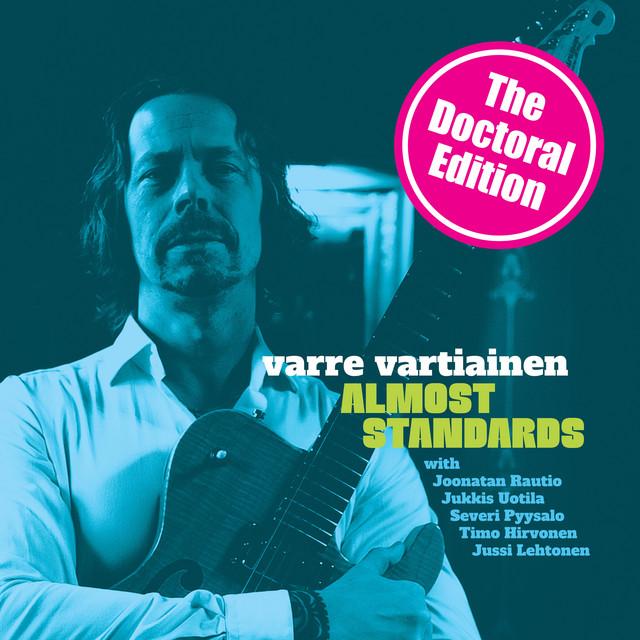 The
Doctoral
Edition
varre vartiainen
ALMOST
STANDARDS
with
Joonatan Rautio
Jukkis Uotila
Severi Pyysalo
Timo Hirvonen
Jussi Lehtonen